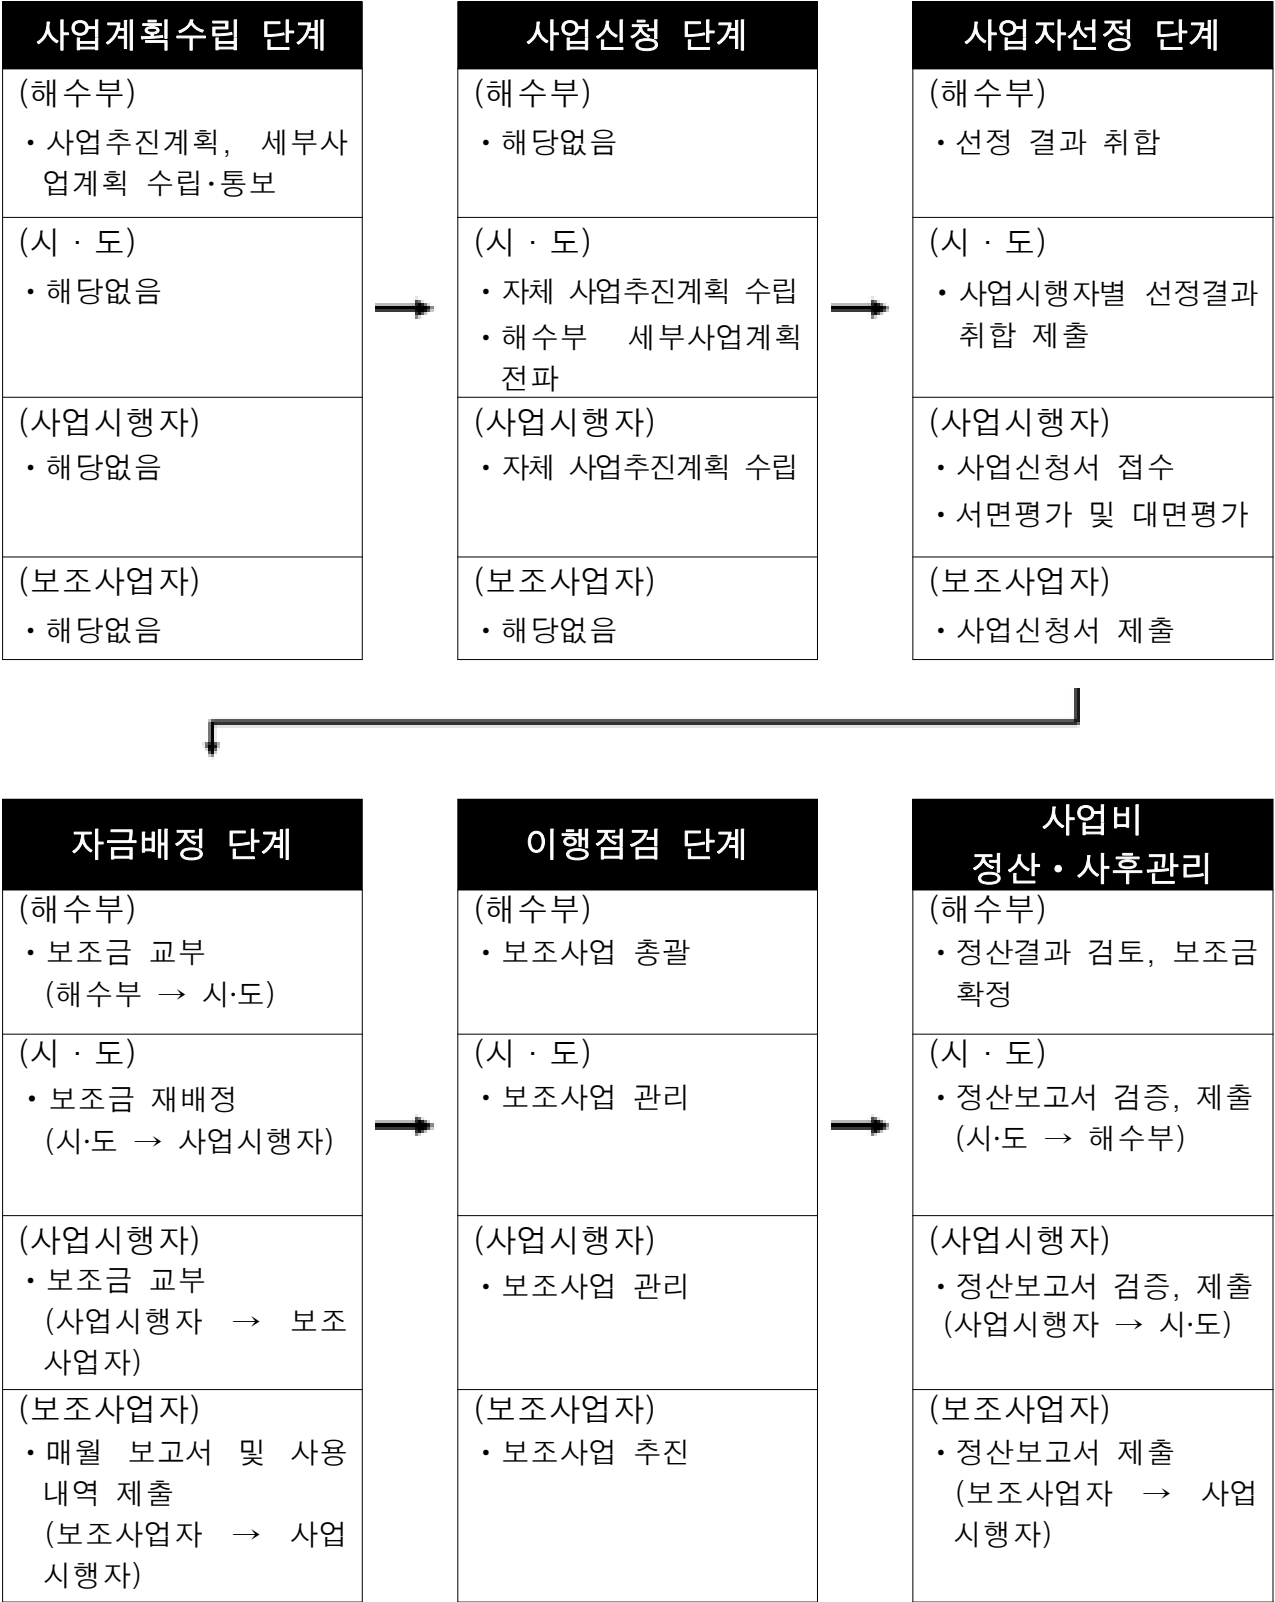 사업계획수립 단계
(해수부)
・사업추진계획, 세부사
업계획 수립·통보
(시 · 도)
・해당없음
(사업시행자)
・해당없음
(보조사업자)
・해당없음
사업신청 단계
(해수부)
・해당없음
(시 · 도)
・자체 사업추진계획 수립
・해수부 세부사업계획
전파
(사업시행자)
・자체 사업추진계획 수립
(보조사업자)
・해당없음
사업자선정 단계
(해수부)
・선정 결과 취합
(시 · 도)
・사업시행자별 선정결과
취합 제출
(사업시행자)
・사업신청서 접수
・서면평가 및 대면평가
(보조사업자)
・사업신청서 제출
자금배정 단계
(해수부)
・보조금 교부
(해수부 → 시·도)
(시 · 도)
・보조금 재배정
(시·도 → 사업시행자)
(사업시행자)
・보조금 교부
(사업시행자 → 보조
사업자)
(보조사업자)
・매월 보고서 및 사용
내역 제출
(보조사업자 → 사업
시행자)
이행점검 단계
(해수부)
・보조사업 총괄
(시 · 도)
・보조사업 관리
(사업시행자)
・보조사업 관리
(보조사업자)
・보조사업 추진
사업비
정산・사후관리
(해수부)
・정산결과 검토, 보조금
확정
(시 · 도)
・정산보고서 검증, 제출
(시·도 → 해수부)
(사업시행자)
・정산보고서 검증, 제출
(사업시행자 → 시·도)
(보조사업자)
・정산보고서 제출
(보조사업자 → 사업
시행자)